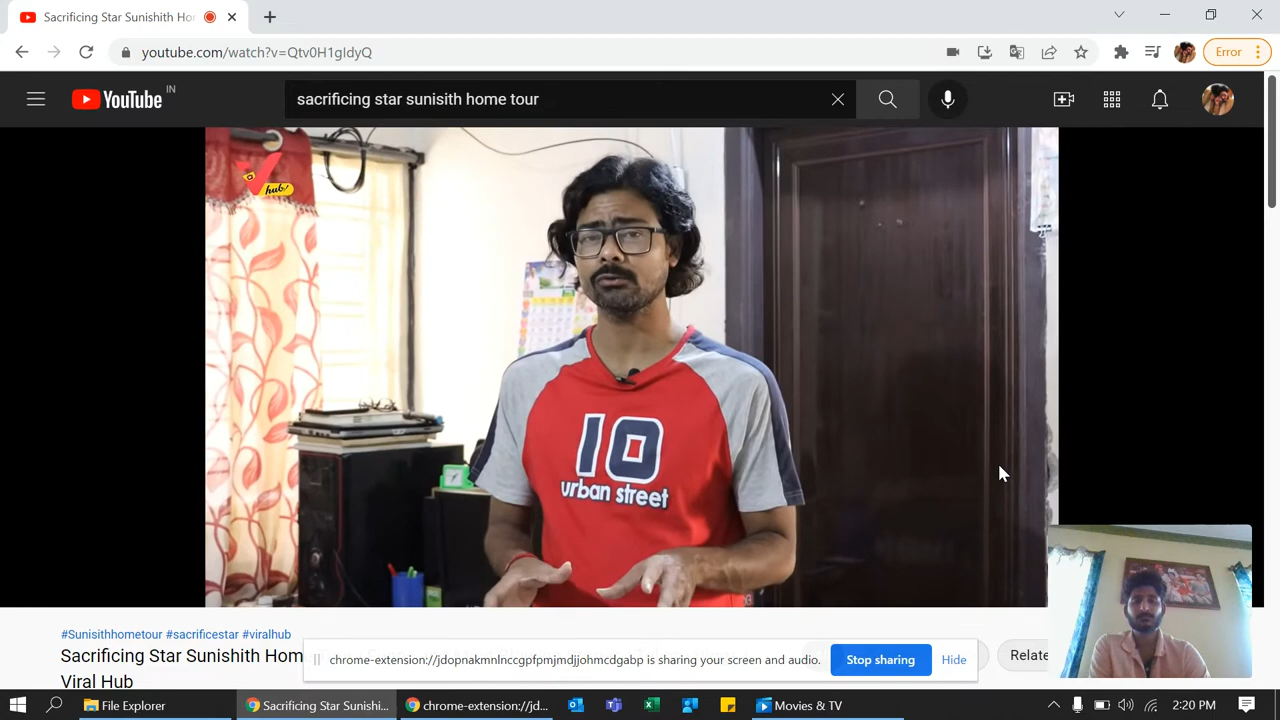 Sacrificing Star Sunishith Ho
youtube.com/watch?v=Qtv0H1gIdyQ
Error
YouTube IN
sacrificing star sunisith home tour
hub!
10
urban street
#Sunisithhometour #sacrificestar #viralhub
Sacrificing Star Sunishith Hom
Viral Hub
chrome-extension://jdopnakmnlnccgpfpmjmdjjohmcdgabp is sharing your screen and audio.
Stop sharing
Hide
Relate
File Explorer
Sacrificing Star Sunishi...
chrome-extension://jd...
Movies & TV
2:20 PM